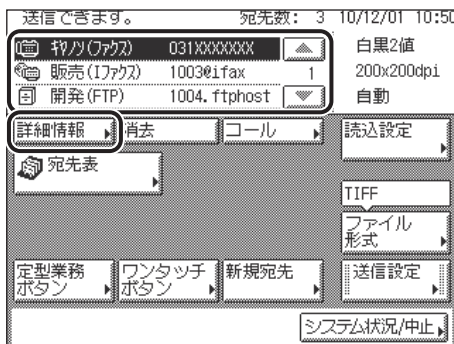 送信できます。 宛先数: 3 10/12/01 10:50
ｷﾔﾉﾝ(ﾌｧｸｽ) 031XXXXXXX 白黒2値
販売(Iﾌｧｸｽ) 1003@ifax 1 200x200dpi
開発(FTP) 1004.ftphost 自動
詳細情報 消去 コール 読込設定
宛先表
TIFF
ファイル
形式
定型業務 ワンタッチ 新規宛先 送信設定
ボタン ボタン
システム状況/中止